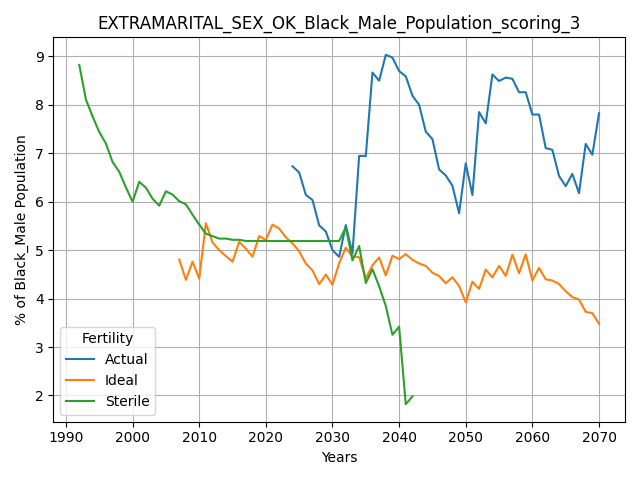 EXTRAMARITAL_SEX_OK_Black_Male_Population_scoring_3
% of Black_Male Population
9
8
7
6
5
4
3
2
Fertility
Actual
Ideal
Sterile
1990 2000 2010 2020 2030 2040 2050 2060 2070
Years